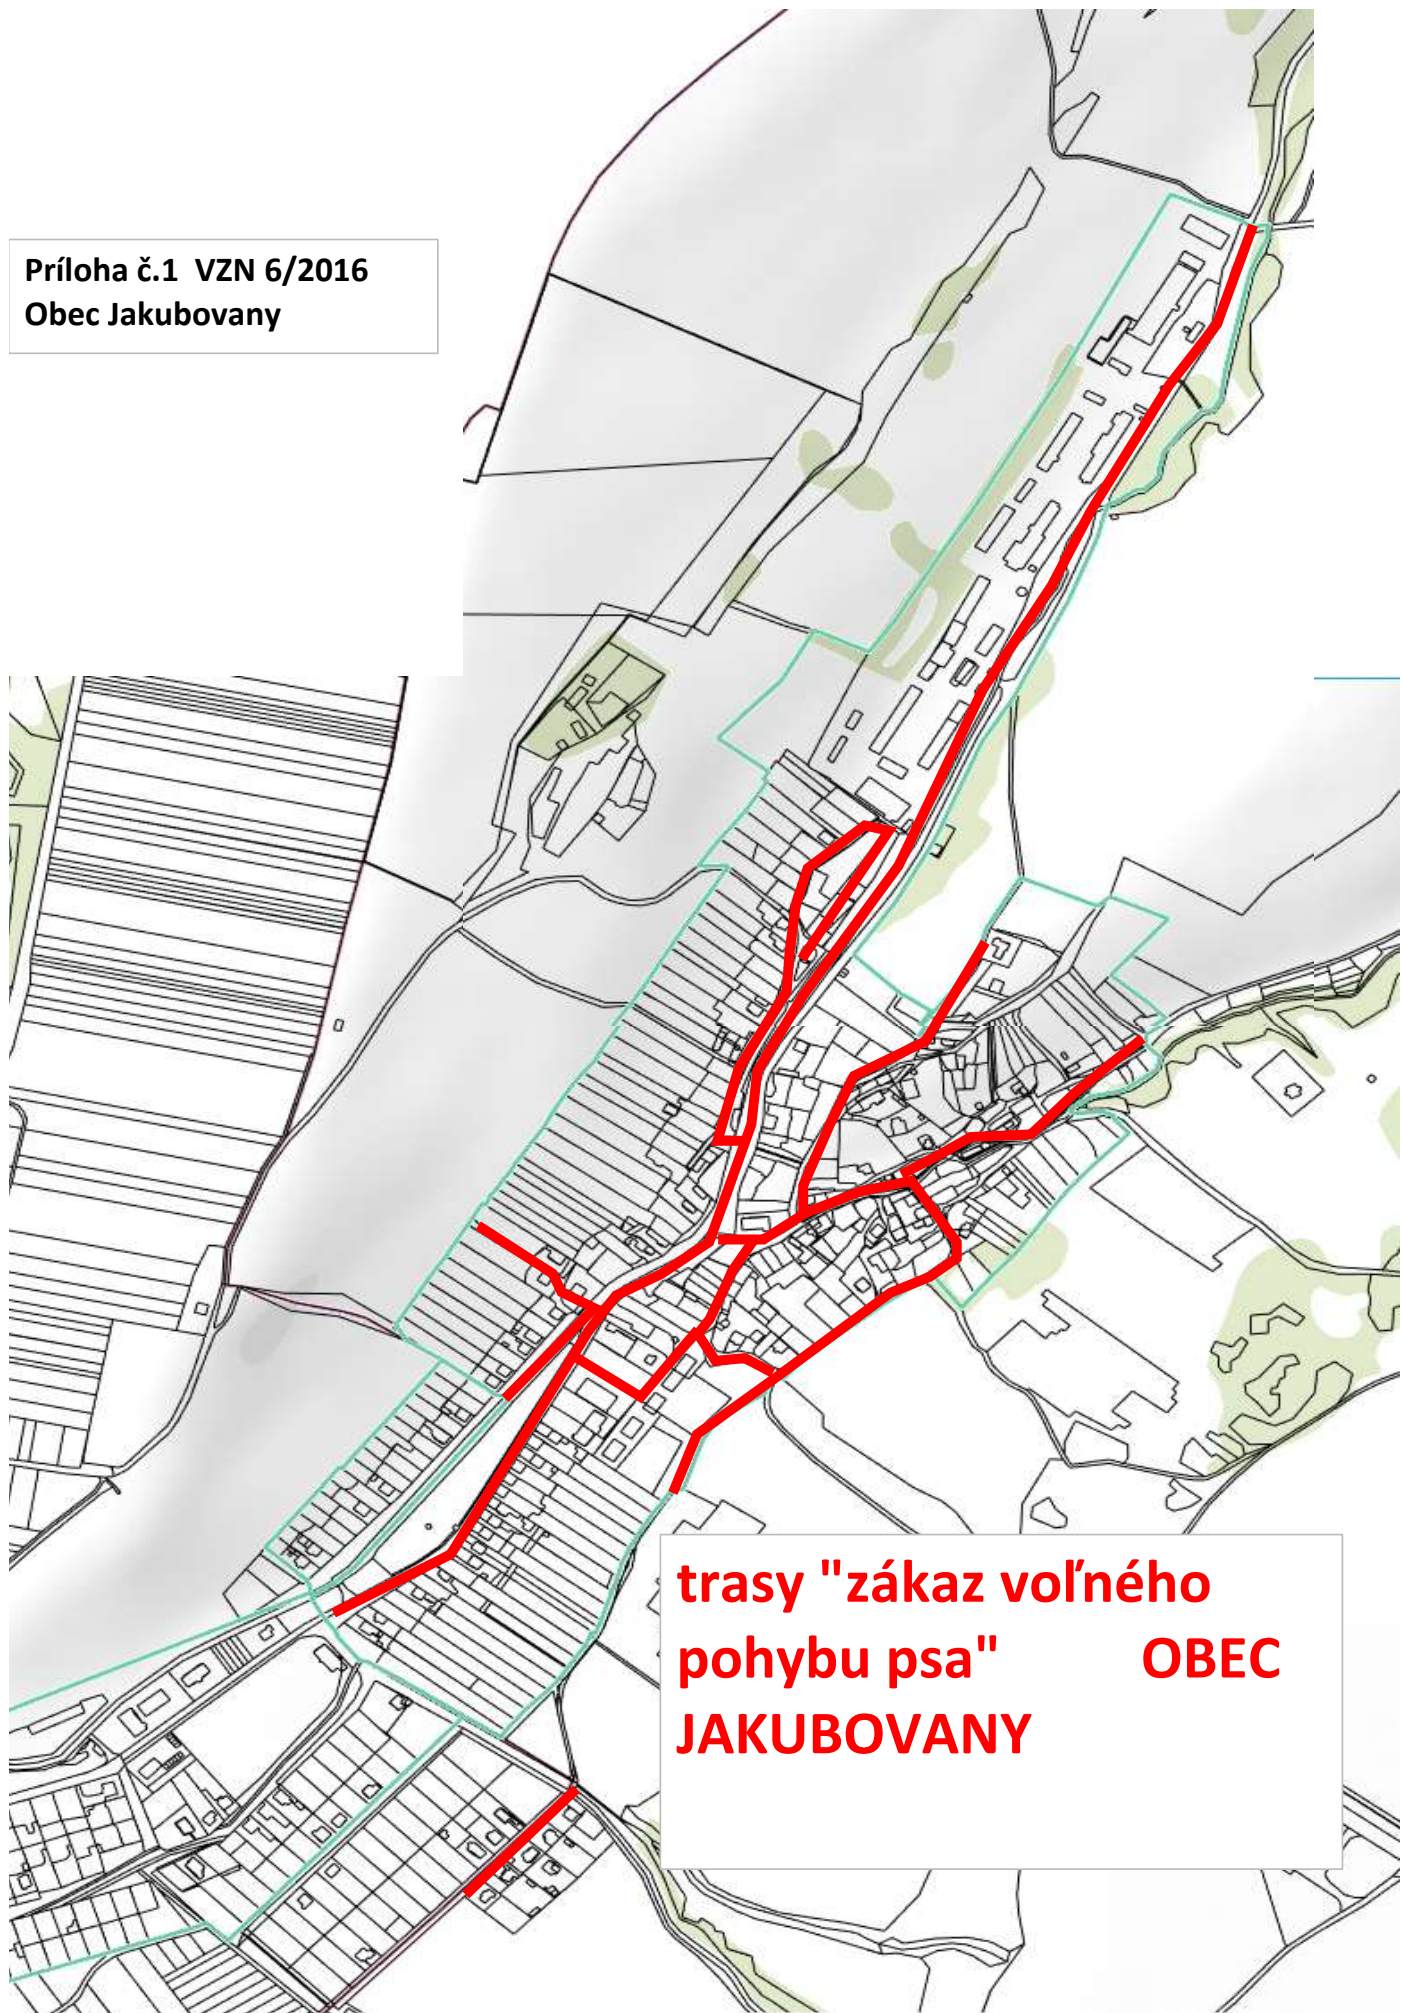 Príloha č.1 VZN 6/2016
Obec Jakubovany
trasy "zákaz voľného
pohybu psa" OBEC
JAKUBOVANY